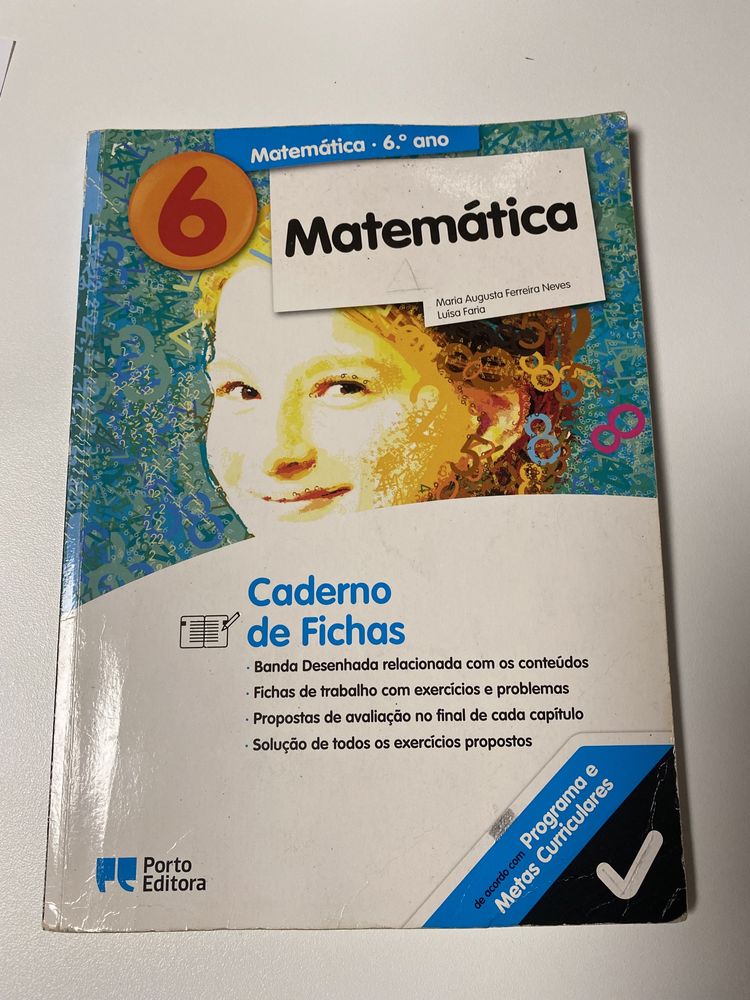 Matemática · 6.º ano
6
Matemática
Maria Augusta Ferreira Neves
Luísa Faria
Caderno
de Fichas
· Banda Desenhada relacionada com os conteúdos
· Fichas de trabalho com exercícios e problemas
· Propostas de avaliação no final de cada capítulo
· Solução de todos os exercícios propostos
de acordo com Programa e
Metas Curriculares
Porto
Editora